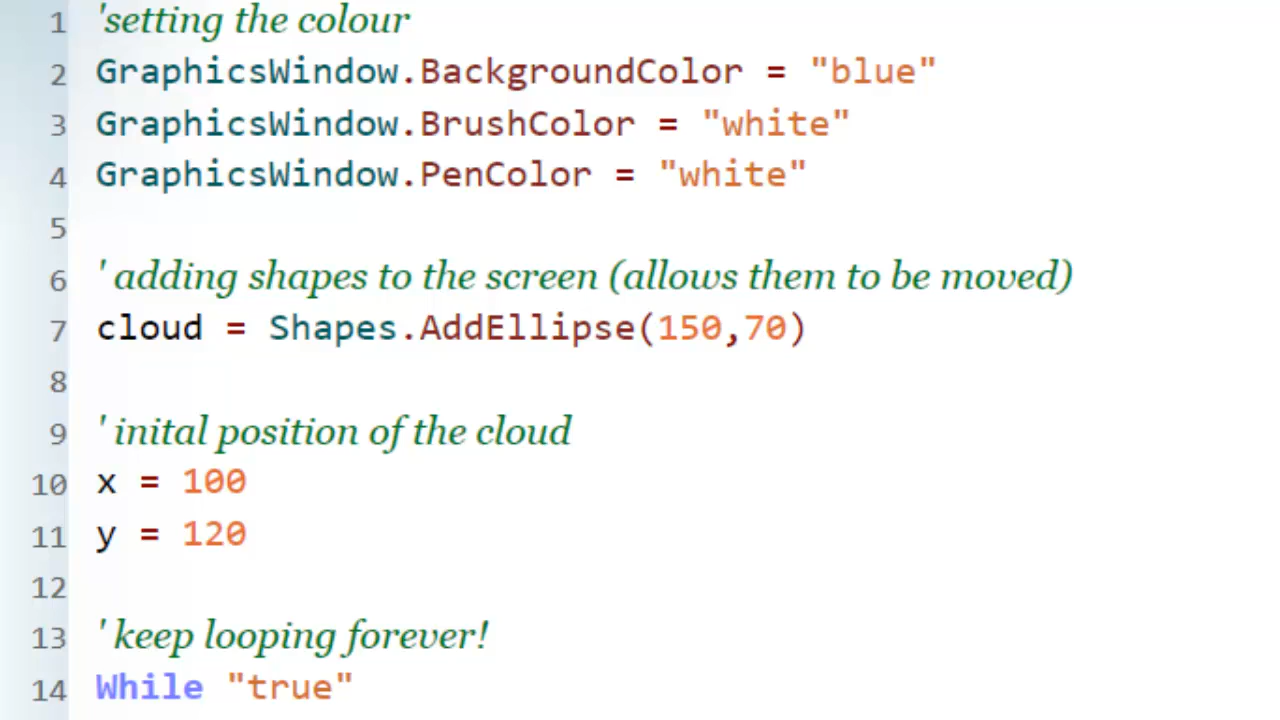 1 'setting the colour
2 GraphicsWindow.BackgroundColor = "blue"
3 GraphicsWindow.BrushColor = "white"
4 GraphicsWindow.PenColor = "white"
5
6 ' adding shapes to the screen (allows them to be moved)
7 cloud = Shapes.AddEllipse(150,70)
8
9 ' inital position of the cloud
10 x = 100
11 y = 120
12
13 ' keep looping forever!
14 While "true"